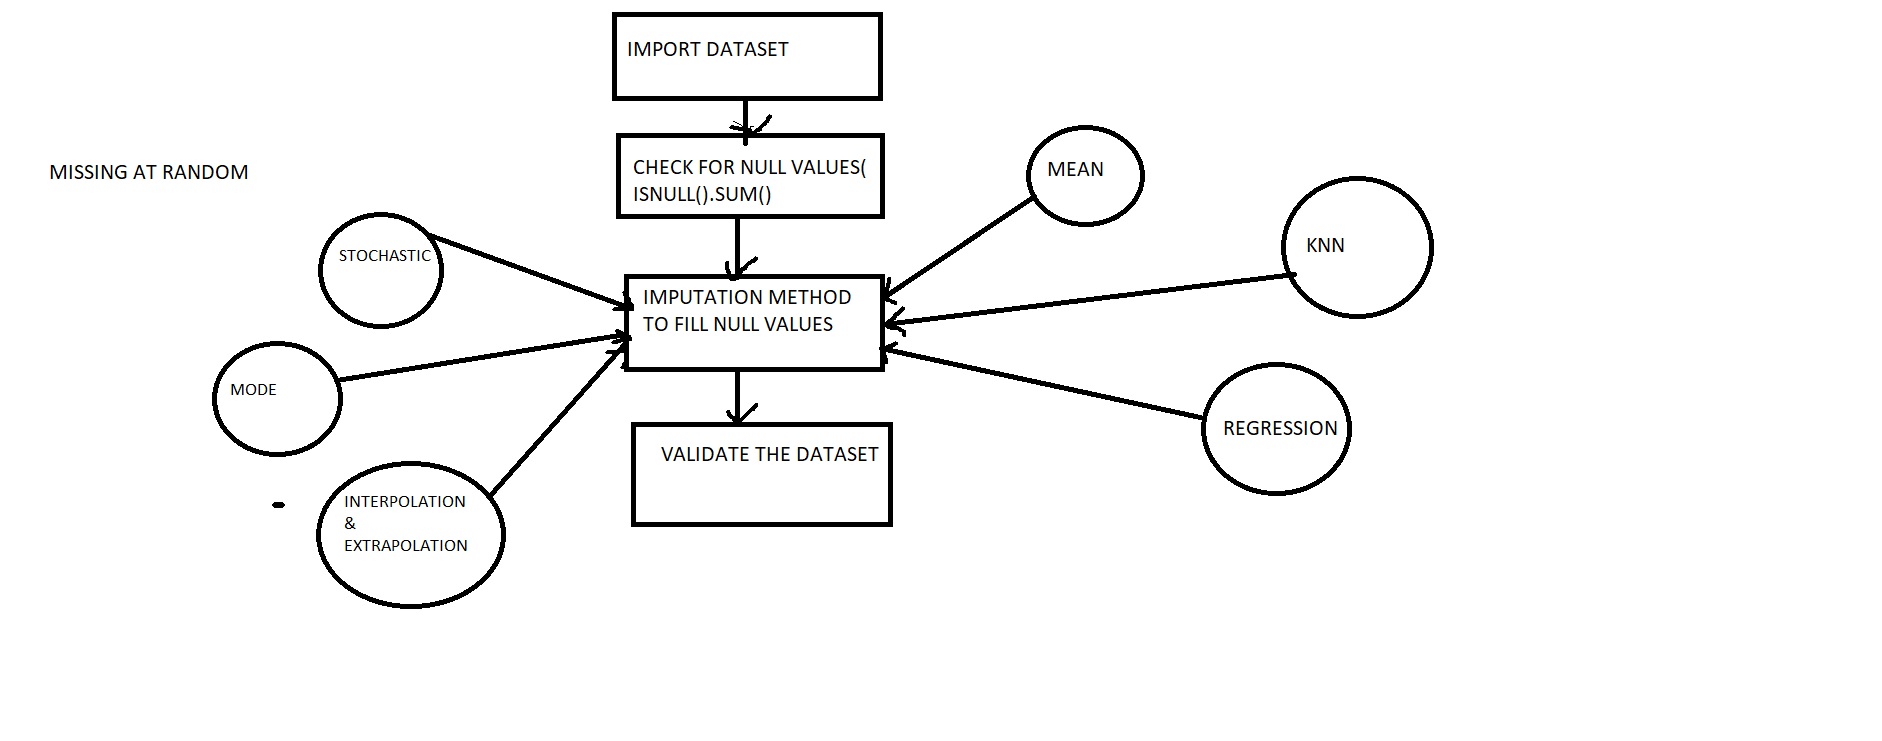 IMPORT DATASET
CHECK FOR NULL VALUES(
ISNULL().SUM()
MISSING AT RANDOM
MEAN
KNN
STOCHASTIC
IMPUTATION METHOD
TO FILL NULL VALUES
MODE
REGRESSION
VALIDATE THE DATASET
INTERPOLATION
&
EXTRAPOLATION